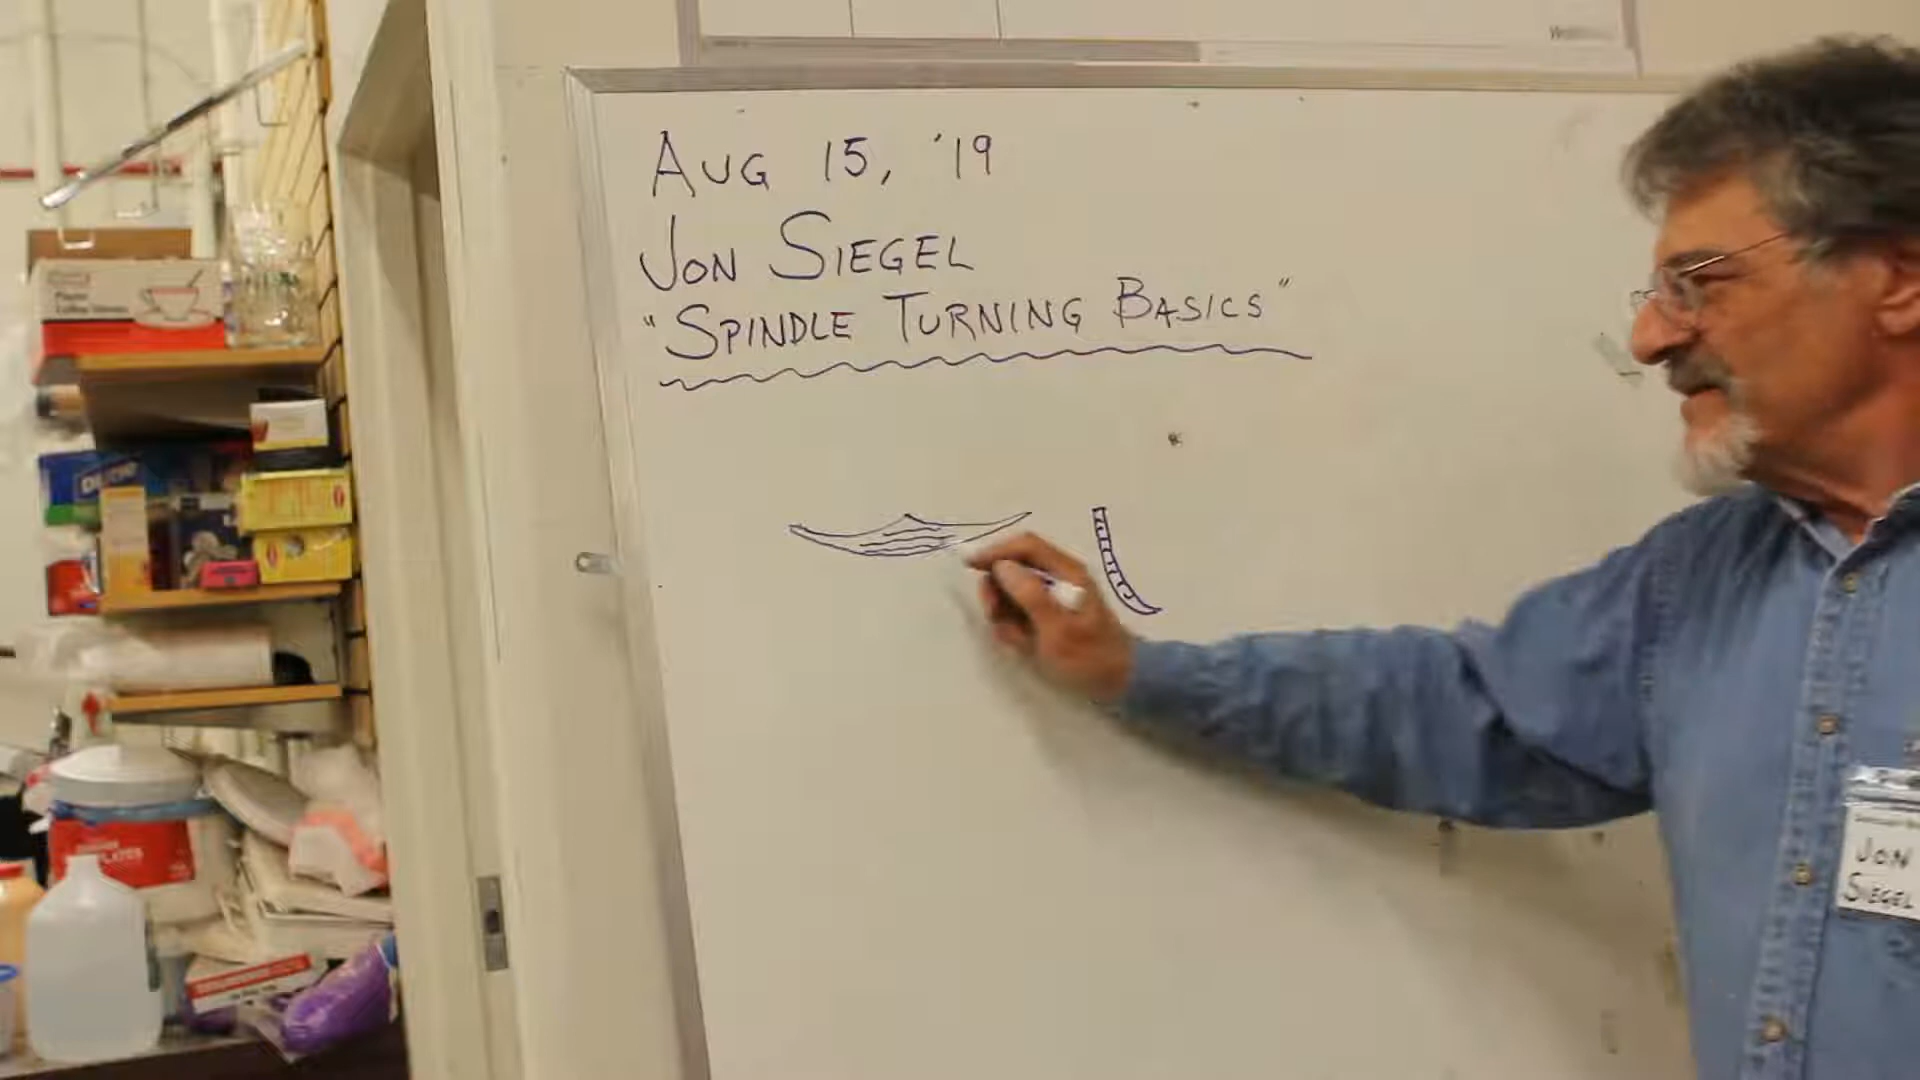 AUG 15, '19
JON SIEGEL
"SPINDLE TURNING BASICS"
JON
SIEGEL